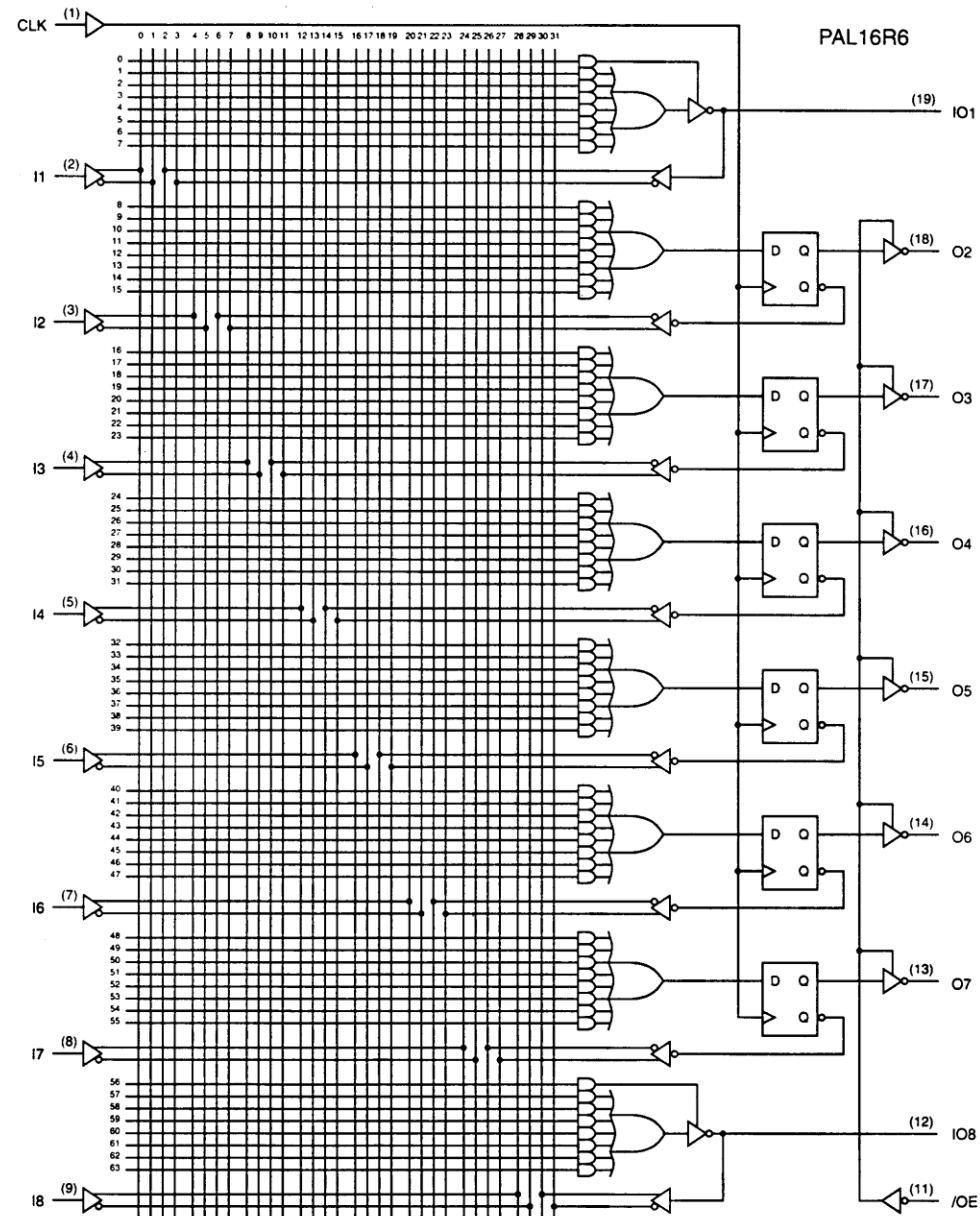 CLK (1)
PAL16R6
0 1 2 3 4 5 6 7 8 9 10 11 12 13 14 15 16 17 18 19 20 21 22 23 24 25 26 27 28 29 30 31
0
1
2
3
4
5
6
7
(19) IO1
I1 (2)
8
9
10
11
12
13
14
15
D Q
Q
(18) O2
I2 (3)
16
17
18
19
20
21
22
23
D Q
Q
(17) O3
I3 (4)
24
25
26
27
28
29
30
31
D Q
Q
(16) O4
I4 (5)
32
33
34
35
36
37
38
39
D Q
Q
(15) O5
I5 (6)
40
41
42
43
44
45
46
47
D Q
Q
(14) O6
I6 (7)
48
49
50
51
52
53
54
55
D Q
Q
(13) O7
I7 (8)
56
57
58
59
60
61
62
63
(12) IO8
I8 (9)
(11) /OE